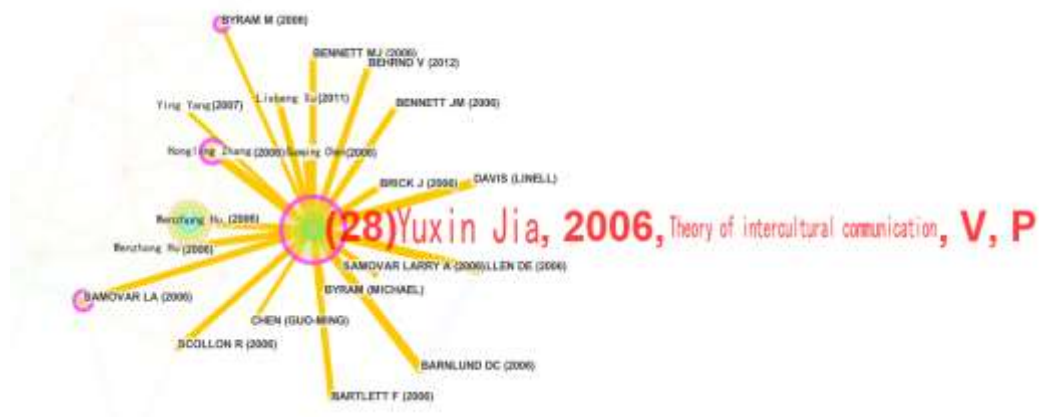 BYRAM M (2006)
BENNETT MJ (2006)
BEHRND V (2012)
Ying Yang(2007)
Lisheng Xu(2011)
BENNETT JM (2006)
Hongling Zhang (2006)
Guoming Chen(2006)
BRICK J (2006)
DAVIS (LINELL)
Wenzhong Hu (2006)
(28)Yuxin Jia, 2006, Theory of intercultural communication, V, P
Wenzhong Hu (2006)
SAMOVAR LARRY A (2006)
LLEN DE (2006)
BYRAM (MICHAEL)
SAMOVAR LA (2006)
CHEN (GUO-MING)
SCOLLON R (2006)
BARNLUND DC (2006)
BARTLETT F (2006)